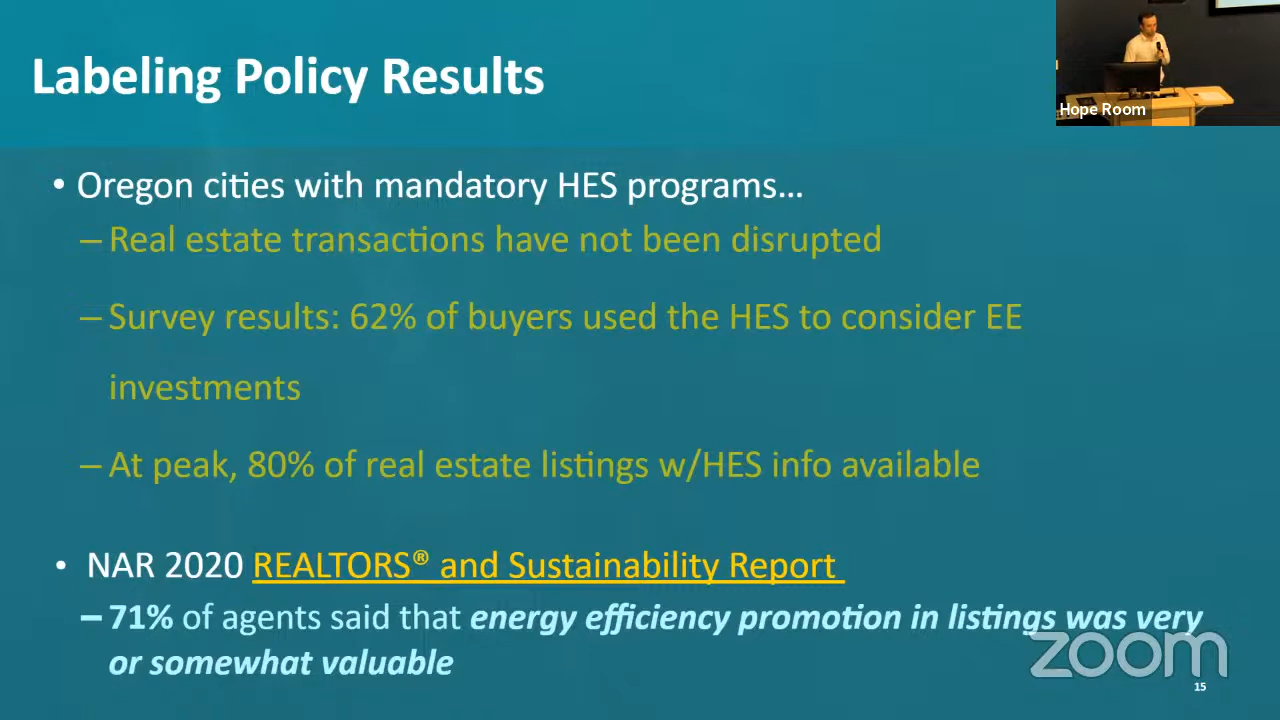 Labeling Policy Results
Hope Room
• Oregon cities with mandatory HES programs…
– Real estate transactions have not been disrupted
– Survey results: 62% of buyers used the HES to consider EE
investments
– At peak, 80% of real estate listings w/HES info available
• NAR 2020 REALTORS® and Sustainability Report
– 71% of agents said that energy efficiency promotion in listings was very
or somewhat valuable
zoom
15